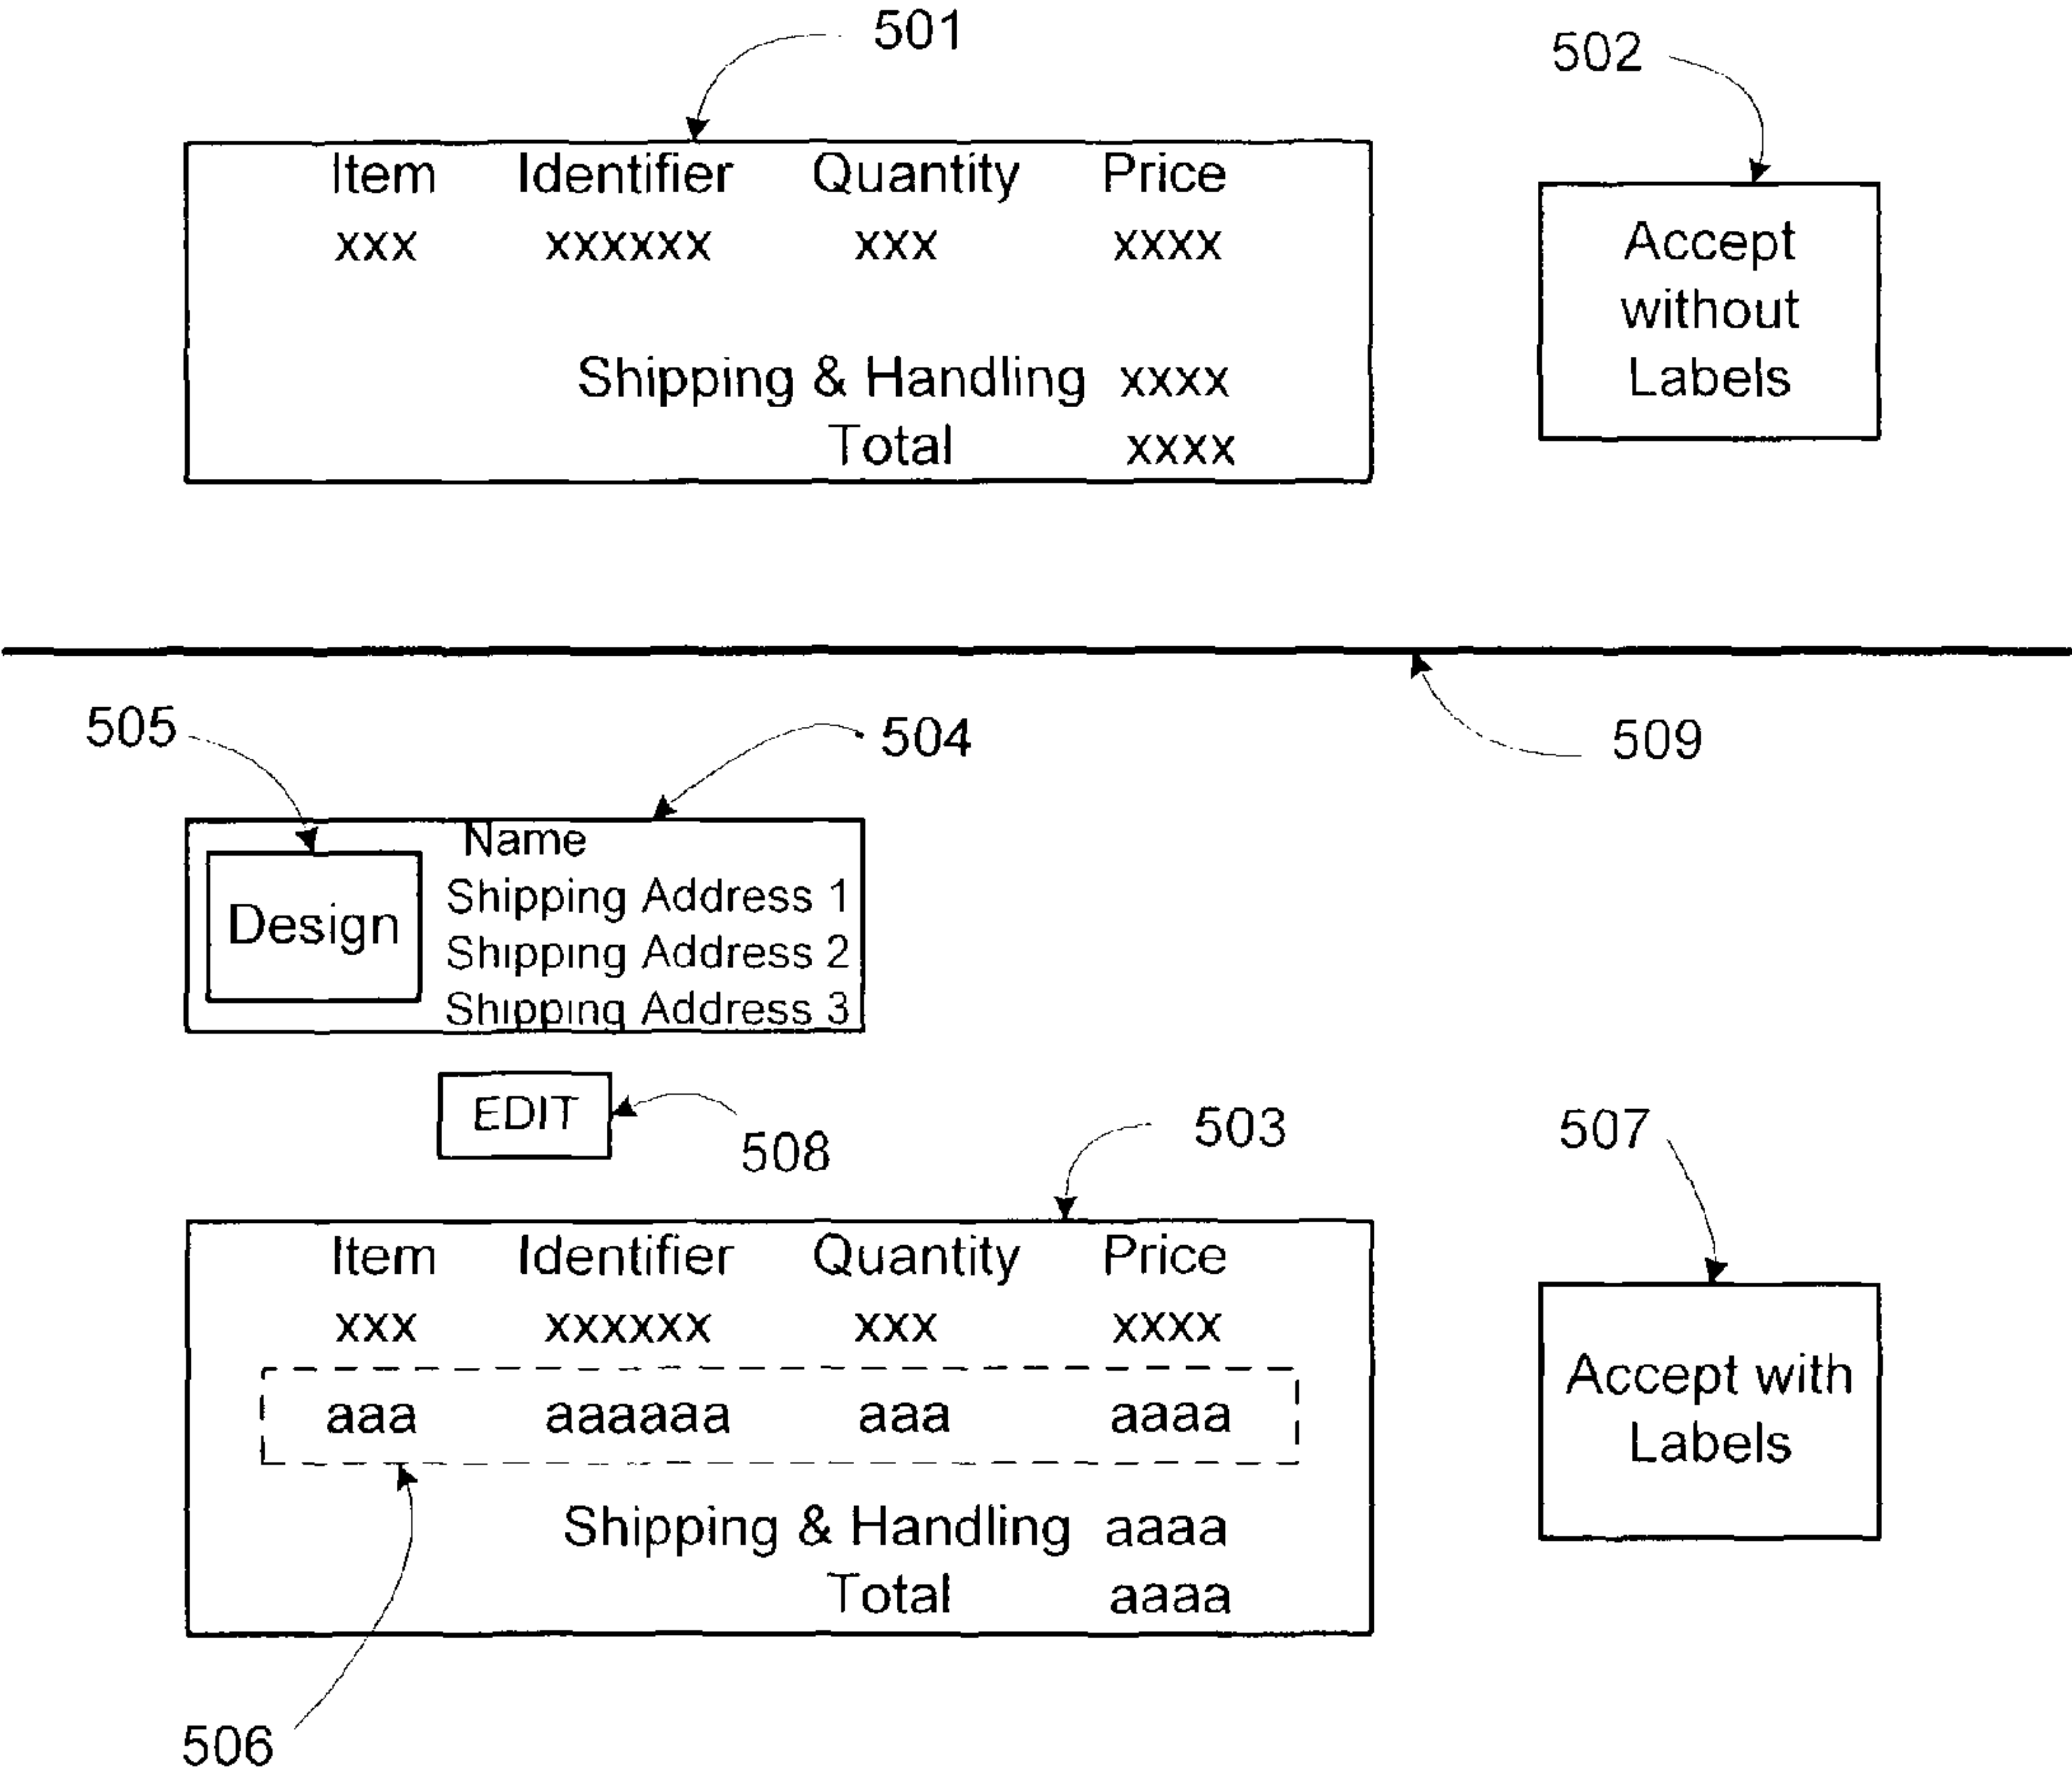 501
502
Item Identifier Quantity Price
xxx xxxxxx xxx xxxx
Shipping & Handling xxxx
Total xxxx
Accept
without
Labels
509
505
504
Design
Name
Shipping Address 1
Shipping Address 2
Shipping Address 3
EDIT
508
503
507
Item Identifier Quantity Price
xxx xxxxxx xxx xxxx
aaa aaaaaa aaa aaaa
Shipping & Handling aaaa
Total aaaa
Accept with
Labels
506